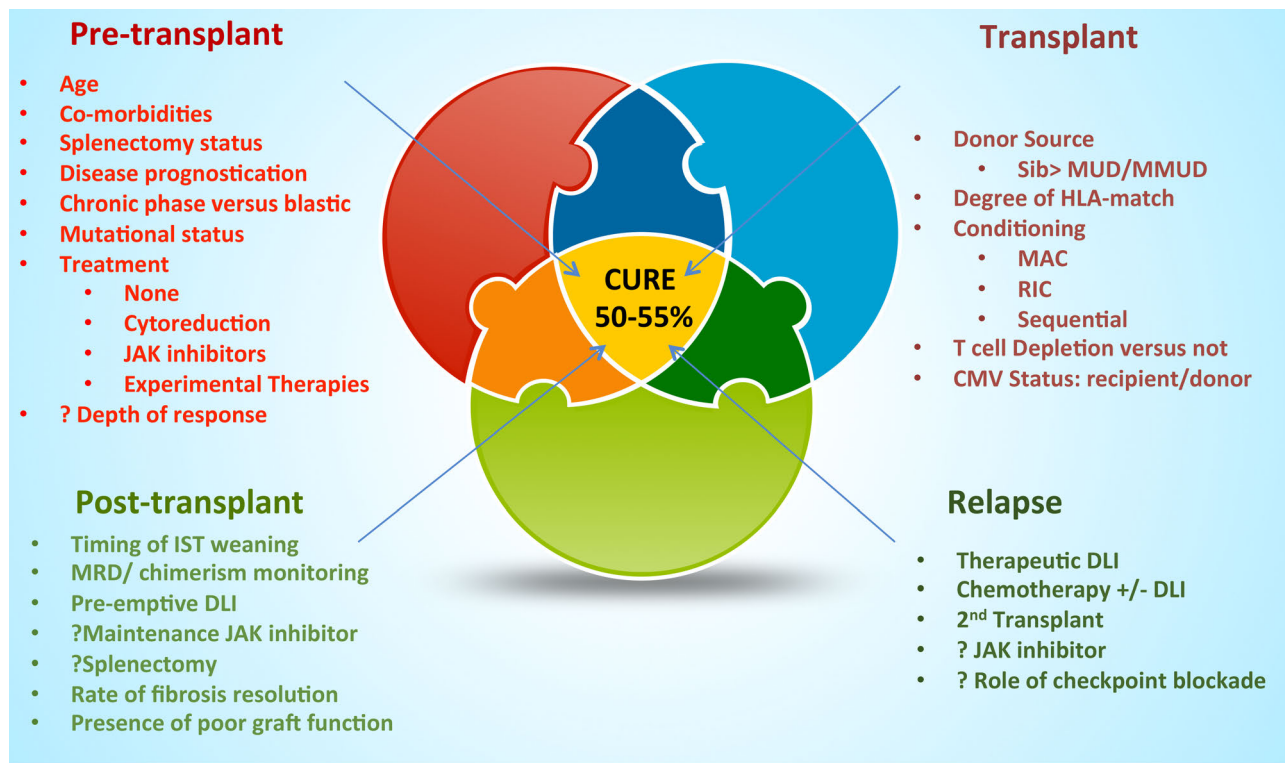 Pre-transplant
• Age
• Co-morbidities
• Splenectomy status
• Disease prognostication
• Chronic phase versus blastic
• Mutational status
• Treatment
• None
• Cytoreduction
• JAK inhibitors
• Experimental Therapies
• ? Depth of response
Transplant
• Donor Source
• Sib> MUD/MMUD
• Degree of HLA-match
• Conditioning
• MAC
• RIC
• Sequential
• T cell Depletion versus not
• CMV Status: recipient/donor
CURE
50-55%
Post-transplant
• Timing of IST weaning
• MRD/ chimerism monitoring
• Pre-emptive DLI
• ?Maintenance JAK inhibitor
• ?Splenectomy
• Rate of fibrosis resolution
• Presence of poor graft function
Relapse
• Therapeutic DLI
• Chemotherapy +/- DLI
• 2nd Transplant
• ? JAK inhibitor
• ? Role of checkpoint blockade